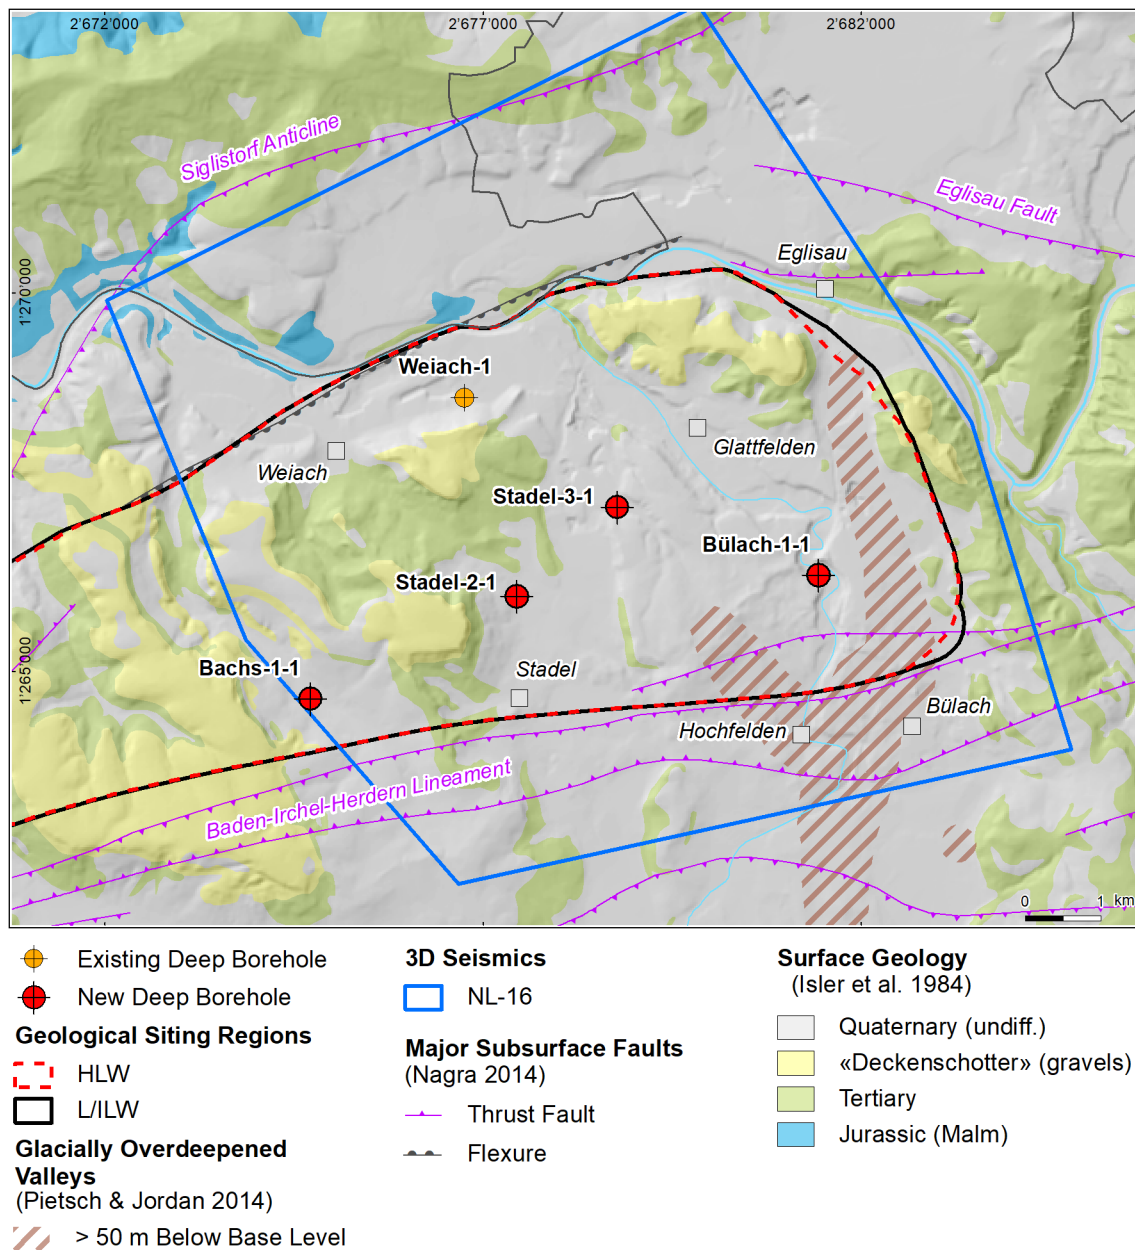 2'672'000
2'677'000
2'682'000
Siglistorf Anticline
Eglisau Fault
Eglisau
1'270'000
Weiach-1
Weiach
Glattfelden
Stadel-3-1
Bülach-1-1
Stadel-2-1
1'265'000
Bachs-1-1
Stadel
Bülach
Hochfelden
Baden-Irchel-Herdern Lineament
0 1 km
Existing Deep Borehole
New Deep Borehole
Geological Siting Regions
HLW
L/ILW
Glacially Overdeepened
Valleys
(Pietsch & Jordan 2014)
> 50 m Below Base Level
3D Seismics
NL-16
Major Subsurface Faults
(Nagra 2014)
Thrust Fault
Flexure
Surface Geology
(Isler et al. 1984)
Quaternary (undiff.)
«Deckenschotter» (gravels)
Tertiary
Jurassic (Malm)